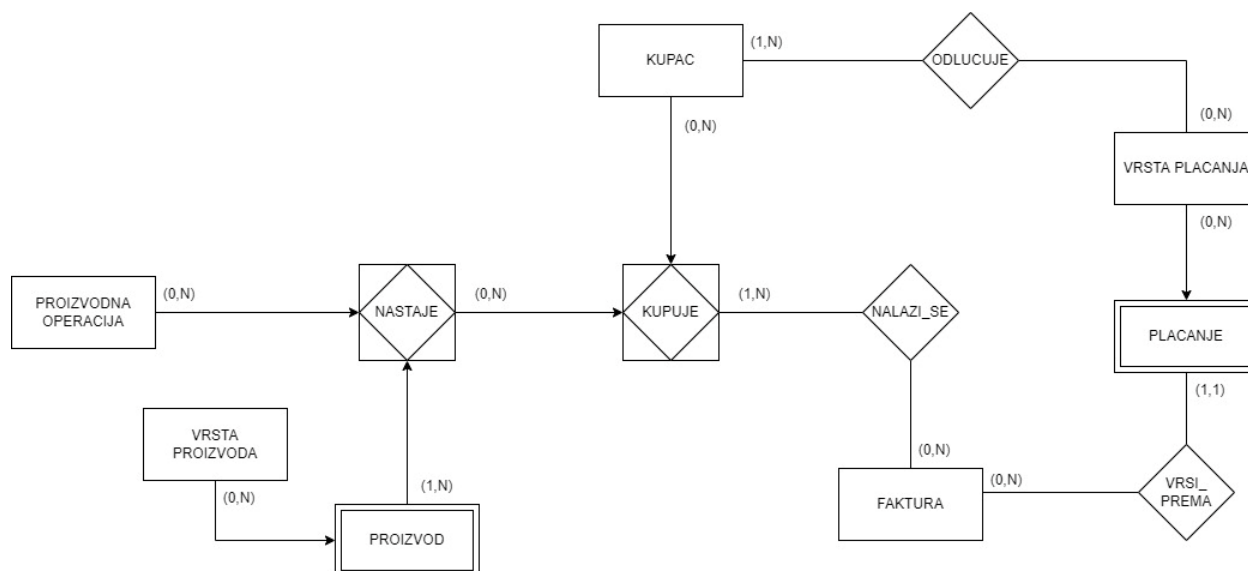 KUPAC
(1,N)
ODLUCUJE
(0,N)
(0,N)
VRSTA PLACANJA
(0,N)
PROIZVODNA
OPERACIJA
(0,N)
NASTAJE
(0,N)
KUPUJE
(1,N)
NALAZI_SE
PLACANJE
(1,1)
VRSTA
PROIZVODA
(0,N)
(1,N)
PROIZVOD
(0,N)
FAKTURA
(0,N)
VRSI_
PREMA